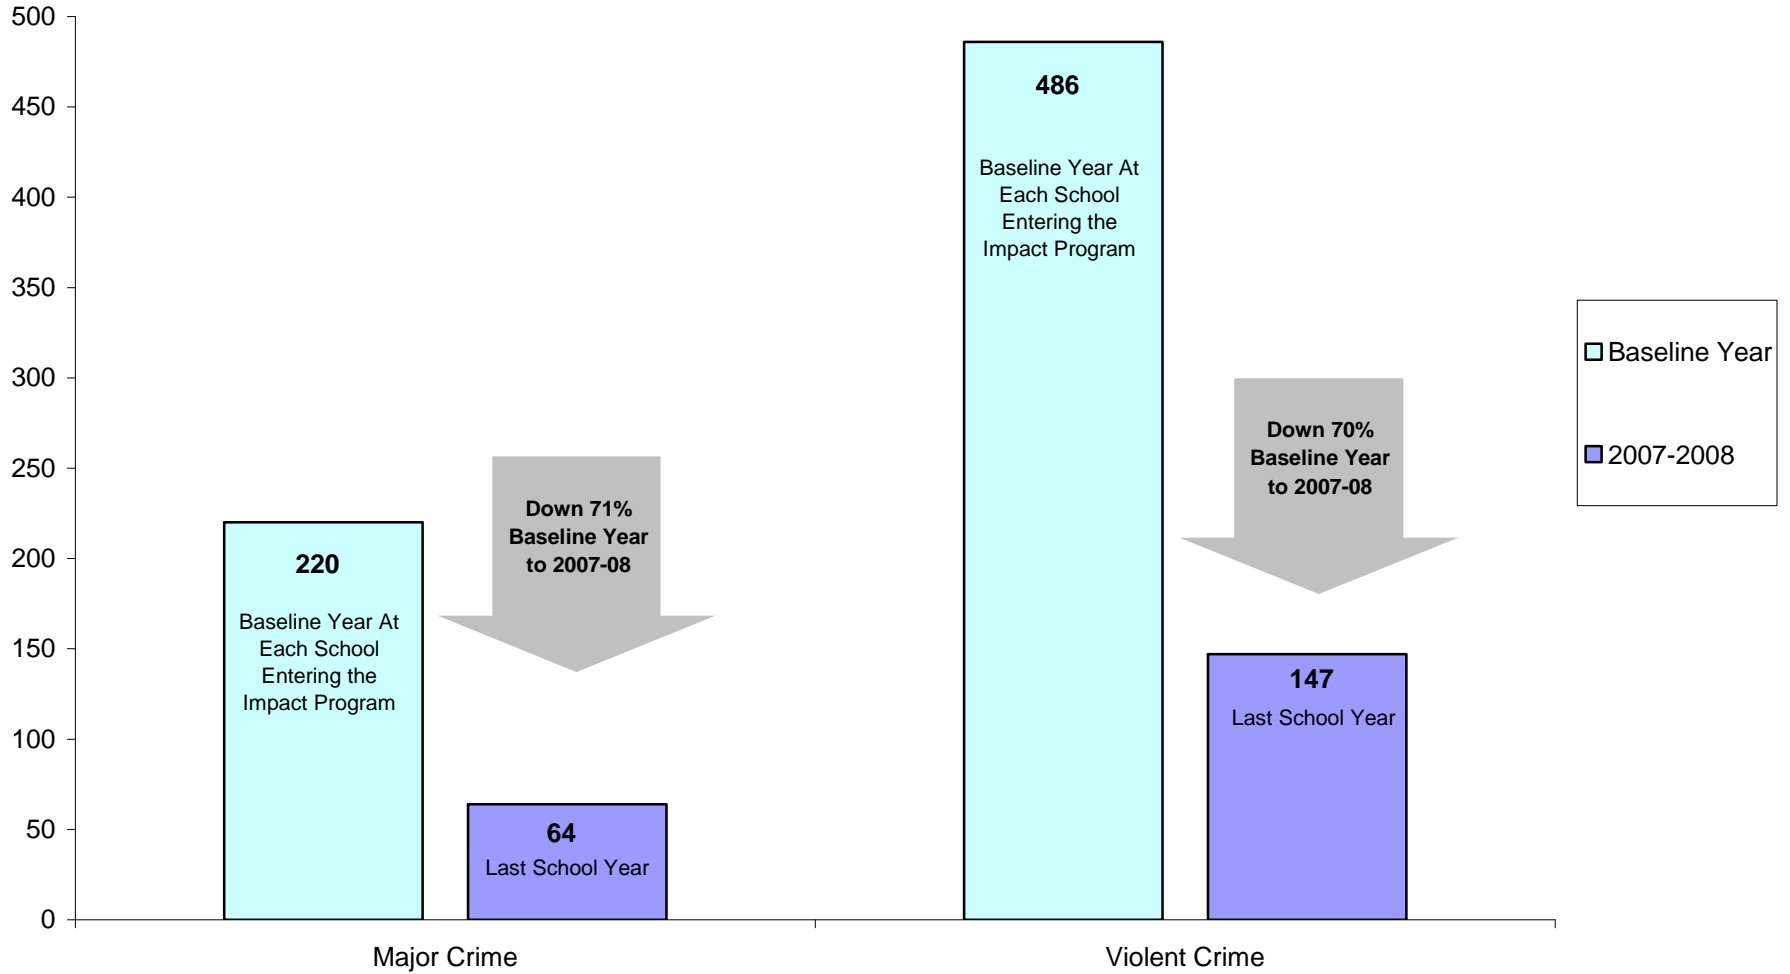 500
450
400
350
300
250
200
150
100
50
0
220
Baseline Year At
Each School
Entering the
Impact Program
Down 71%
Baseline Year
to 2007-08
64
Last School Year
486
Baseline Year At
Each School
Entering the
Impact Program
Down 70%
Baseline Year
to 2007-08
147
Last School Year
Major Crime
Violent Crime
Baseline Year
2007-2008